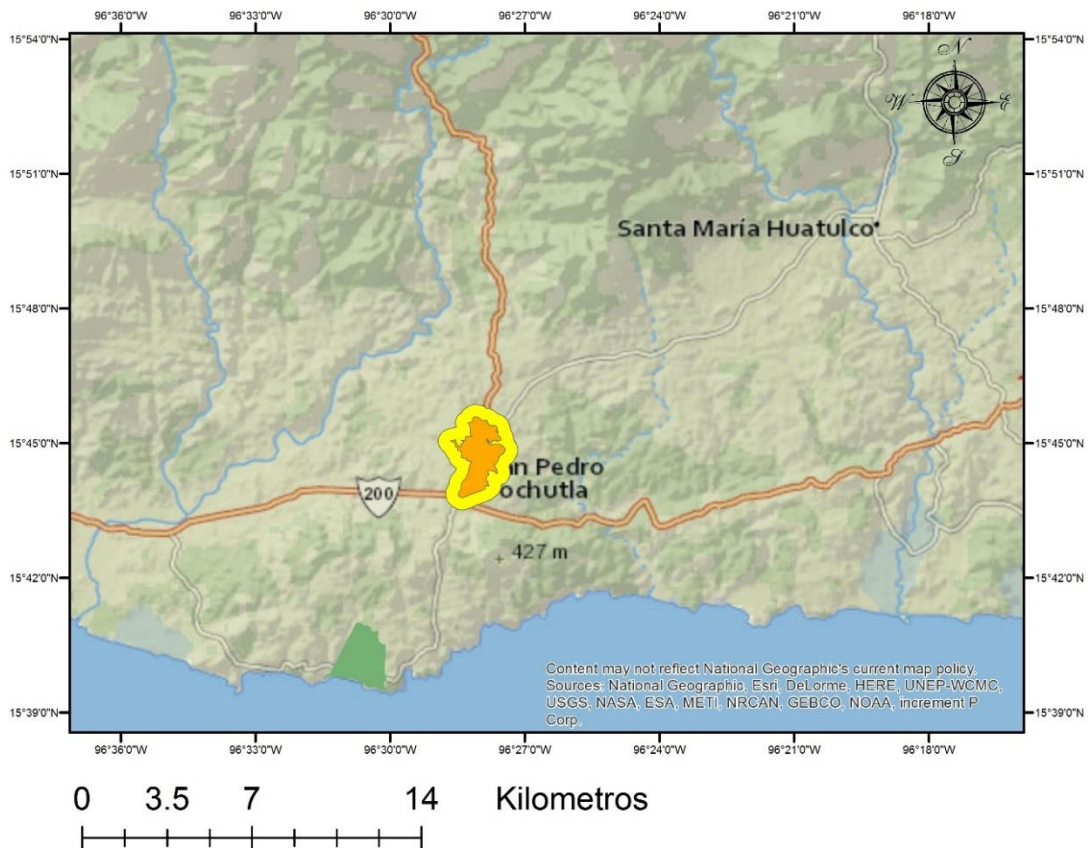 96°36'0"W 96°33'0"W 96°30'0"W 96°27'0"W 96°24'0"W 96°21'0"W 96°18'0"W
15°54'0"N 15°54'0"N
N
W E
S
15°51'0"N 15°51'0"N
Santa María Huatulco
15°48'0"N 15°48'0"N
15°45'0"N 15°45'0"N
an Pedro
200 ochutla
427 m
15°42'0"N 15°42'0"N
Content may not reflect National Geographic's current map policy.
Sources: National Geographic, Esri, DeLorme, HERE, UNEP-WCMC,
USGS, NASA, ESA, METI, NRCAN, GEBCO, NOAA, increment P
Corp.
15°39'0"N 15°39'0"N
96°36'0"W 96°33'0"W 96°30'0"W 96°27'0"W 96°24'0"W 96°21'0"W 96°18'0"W
0 3.5 7 14 Kilometros